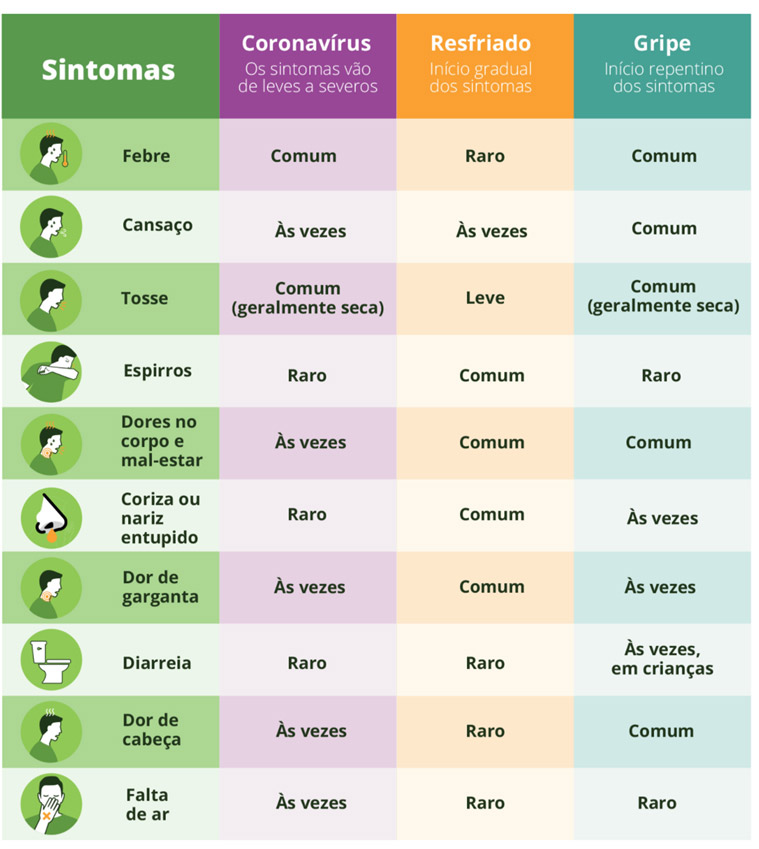 Sintomas
Coronavírus
Os sintomas vão
de leves a severos
Resfriado
Início gradual
dos sintomas
Gripe
Início repentino
dos sintomas
Febre
Comum
Raro
Comum
Cansaço
Às vezes
Às vezes
Comum
Tosse
Comum
(geralmente seca)
Leve
Comum
(geralmente seca)
Espirros
Raro
Comum
Raro
Dores no
corpo e
mal-estar
Às vezes
Comum
Comum
Coriza ou
nariz
entupido
Raro
Comum
Às vezes
Dor de
garganta
Às vezes
Comum
Às vezes
Diarreia
Raro
Raro
Às vezes,
em crianças
Dor de
cabeça
Às vezes
Raro
Comum
Falta
de ar
Às vezes
Raro
Raro